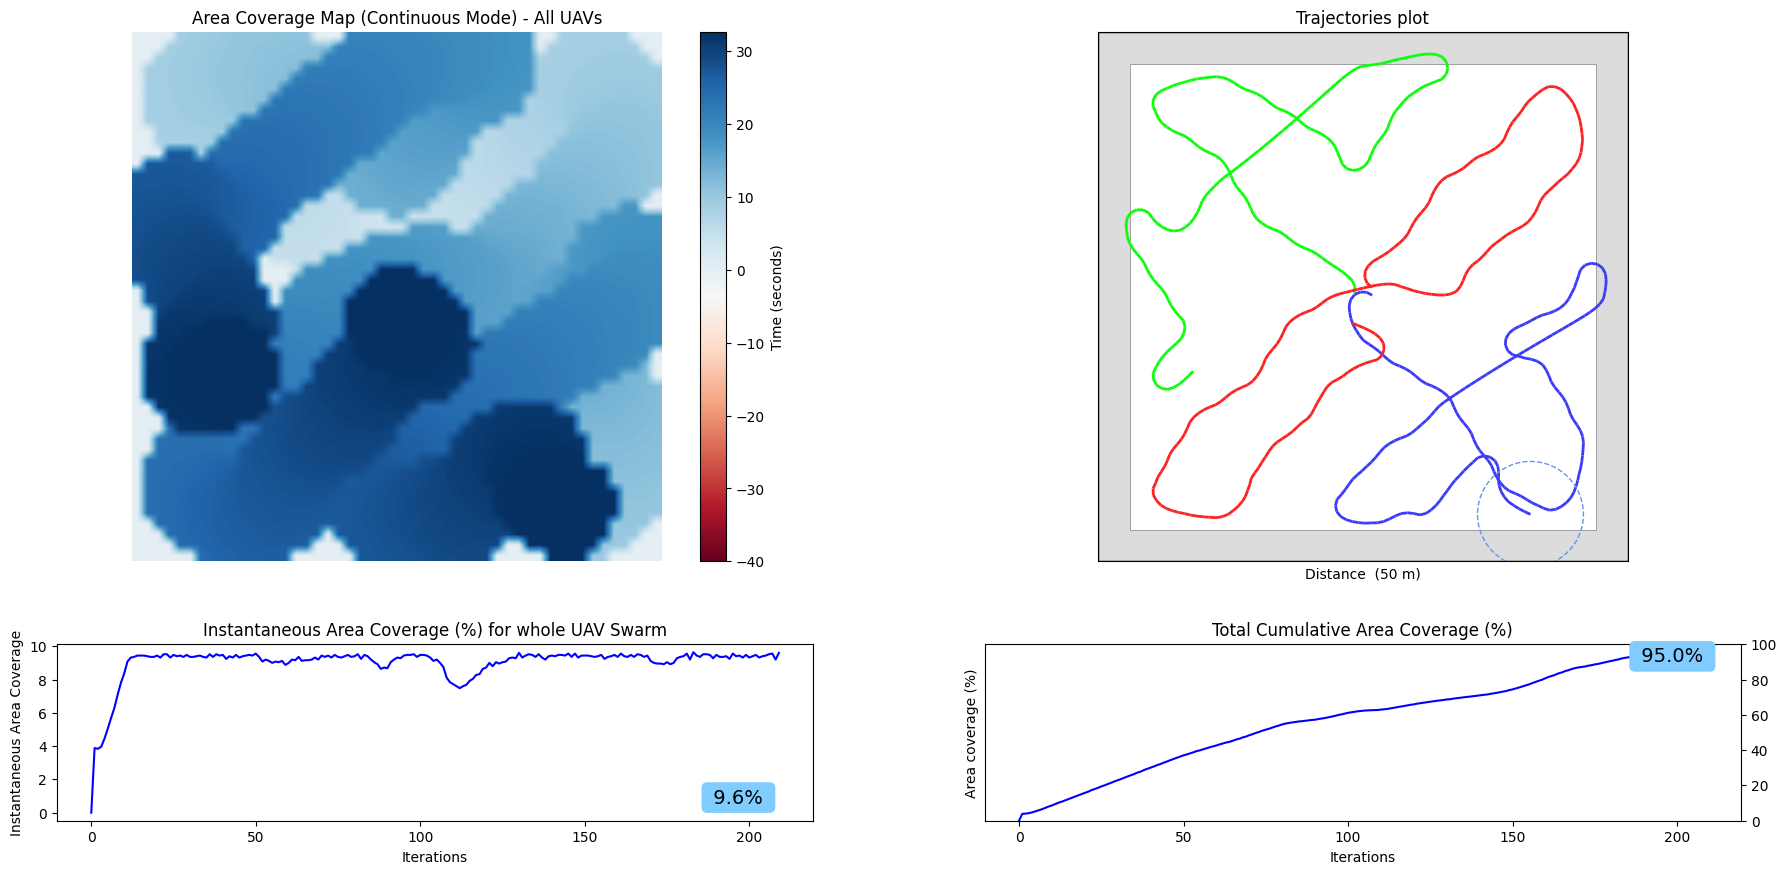 Area Coverage Map (Continuous Mode) - All UAVs
30
20
10
0
−10
−20
−30
−40
Time (seconds)
Trajectories plot
Distance  (50 m)
Instantaneous Area Coverage (%) for whole UAV Swarm
Instantaneous Area Coverage
10
8
6
4
2
0
9.6%
0 50 100 150 200
Iterations
Total Cumulative Area Coverage (%)
Area coverage (%)
95.0%
100
80
60
40
20
0
0 50 100 150 200
Iterations